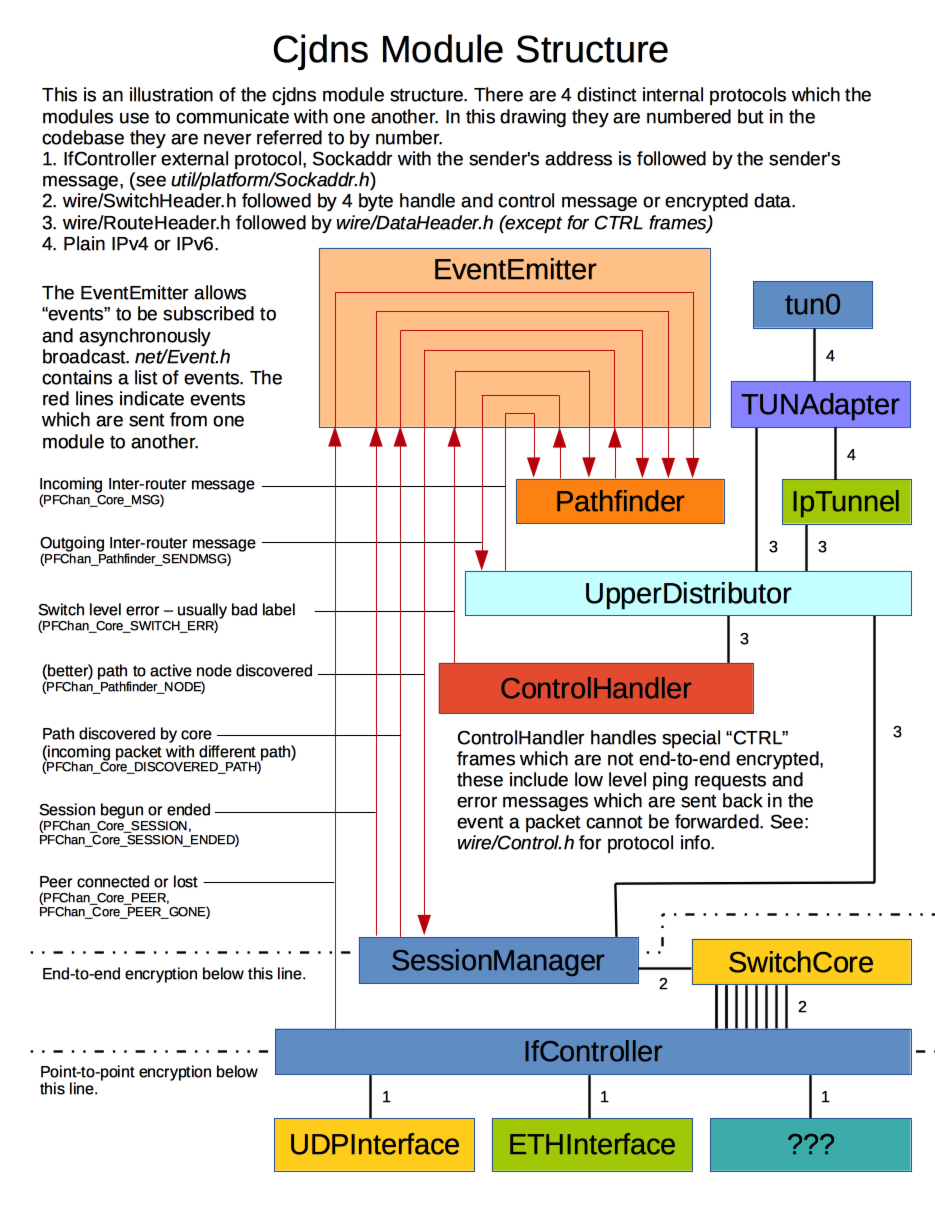 Cjdns Module Structure
This is an illustration of the cjdns module structure. There are 4 distinct internal protocols which the
modules use to communicate with one another. In this drawing they are numbered but in the
codebase they are never referred to by number.
1. IfController external protocol, Sockaddr with the sender's address is followed by the sender's
message, (see util/platform/Sockaddr.h)
2. wire/SwitchHeader.h followed by 4 byte handle and control message or encrypted data.
3. wire/RouteHeader.h followed by wire/DataHeader.h (except for CTRL frames)
4. Plain IPv4 or IPv6.
The EventEmitter allows
“events” to be subscribed to
and asynchronously
broadcast. net/Event.h
contains a list of events. The
red lines indicate events
which are sent from one
module to another.
EventEmitter
tun0
4
TUNAdapter
4
Incoming Inter-router message
(PFChan_Core_MSG)
Pathfinder
IpTunnel
Outgoing Inter-router message
(PFChan_Pathfinder_SENDMSG)
3
3
UpperDistributor
Switch level error – usually bad label
(PFChan_Core_SWITCH_ERR)
3
(better) path to active node discovered
(PFChan_Pathfinder_NODE)
ControlHandler
Path discovered by core
(incoming packet with different path)
(PFChan_Core_DISCOVERED_PATH)
3
ControlHandler handles special “CTRL”
frames which are not end-to-end encrypted,
these include low level ping requests and
error messages which are sent back in the
event a packet cannot be forwarded. See:
wire/Control.h for protocol info.
Session begun or ended
(PFChan_Core_SESSION,
PFChan_Core_SESSION_ENDED)
Peer connected or lost
(PFChan_Core_PEER,
PFChan_Core_PEER_GONE)
End-to-end encryption below this line.
SessionManager
2
SwitchCore
2
IfController
Point-to-point encryption below
this line.
1
1
1
UDPInterface
ETHInterface
???